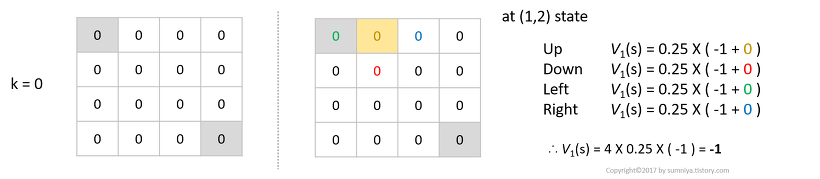 at (1,2) state
0 0 0 0
0 0 0 0
Up V1(s) = 0.25 X ( -1 + 0 )
0 0 0 0
0 0 0 0
Down V1(s) = 0.25 X ( -1 + 0 )
k = 0
Left V1(s) = 0.25 X ( -1 + 0 )
0 0 0 0
0 0 0 0
Right V1(s) = 0.25 X ( -1 + 0 )
0 0 0 0
0 0 0 0
∴ V1(s) = 4 X 0.25 X ( -1 ) = -1
Copyright©2017 by sumniya.tistory.com